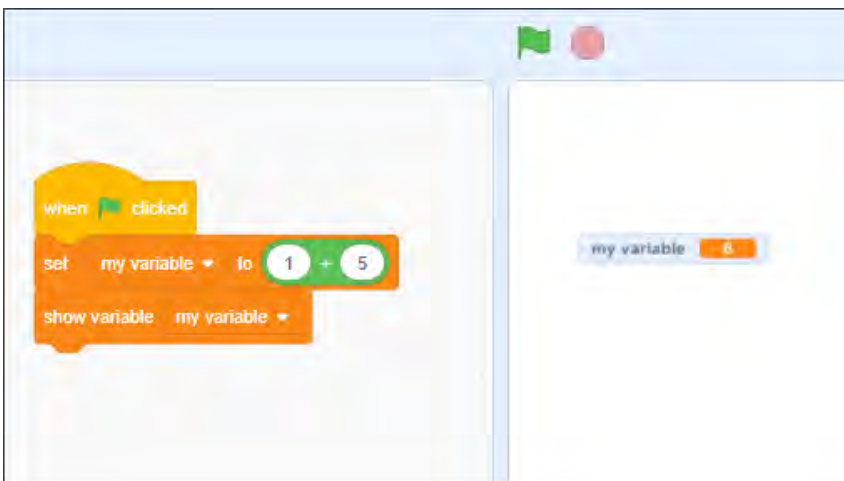 when clicked
set my variable to 1 + 5
show variable my variable
my variable 6